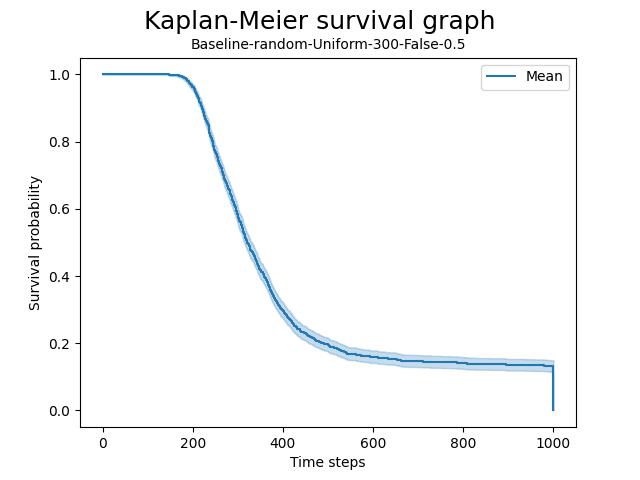 Kaplan-Meier survival graph
Baseline-random-Uniform-300-False-0.5
Mean
1.0
0.8
0.6
0.4
0.2
0.0
Survival probability
0 200 400 600 800 1000
Time steps